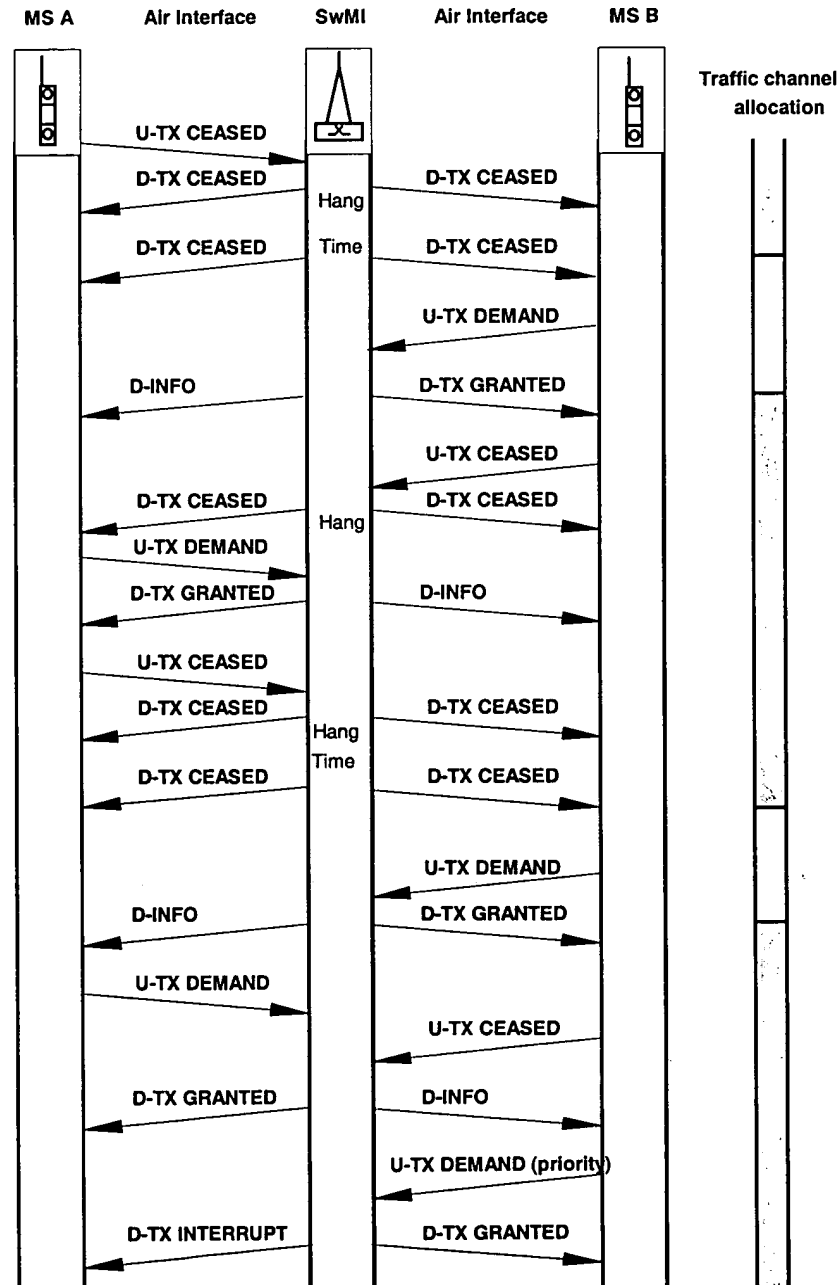 MS A Air Interface SwMI Air Interface MS B
Traffic channel
allocation
U-TX CEASED
D-TX CEASED D-TX CEASED
Hang
D-TX CEASED Time D-TX CEASED
U-TX DEMAND
D-INFO D-TX GRANTED
U-TX CEASED
D-TX CEASED D-TX CEASED
Hang
U-TX DEMAND
D-TX GRANTED D-INFO
U-TX CEASED
D-TX CEASED D-TX CEASED
Hang
Time
D-TX CEASED D-TX CEASED
U-TX DEMAND
D-INFO D-TX GRANTED
U-TX DEMAND
U-TX CEASED
D-TX GRANTED D-INFO
U-TX DEMAND (priority)
D-TX INTERRUPT D-TX GRANTED